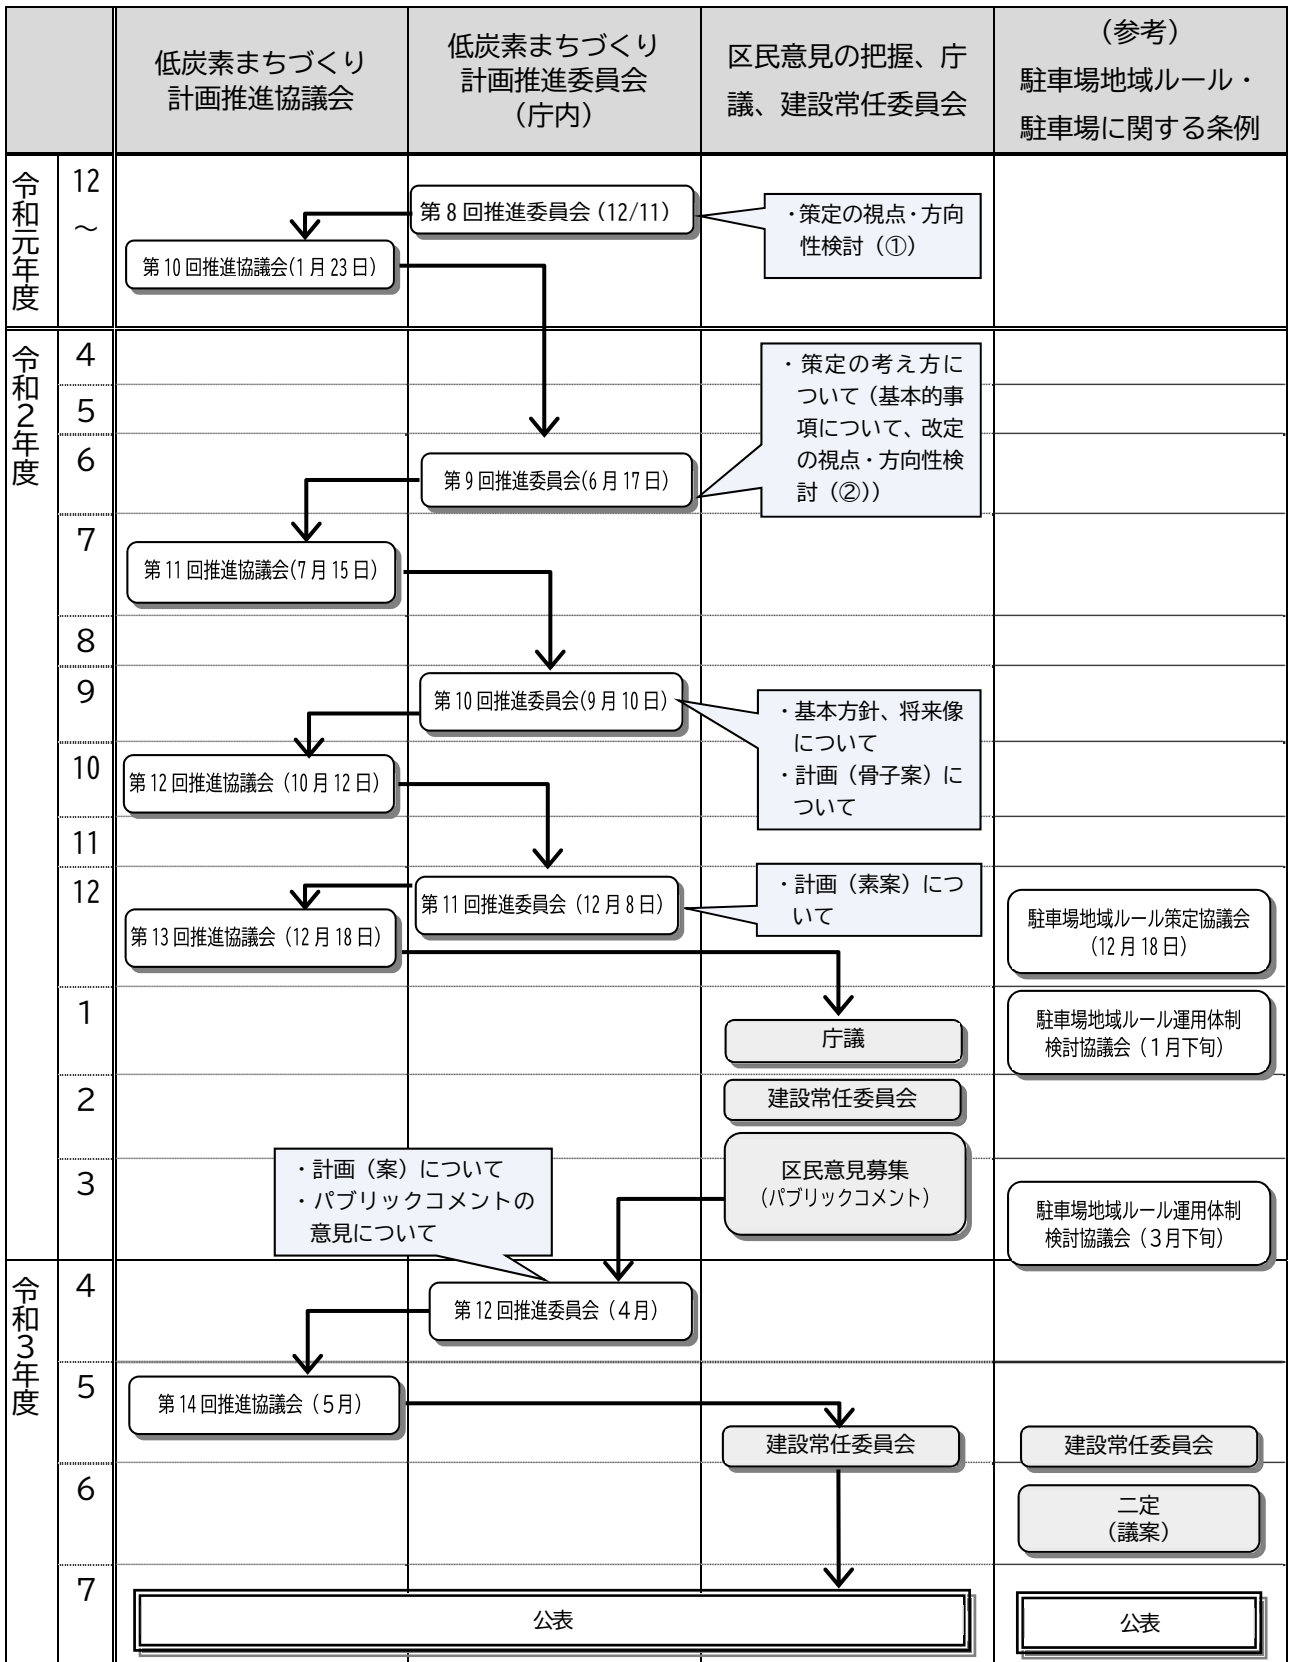 低炭素まちづくり
計画推進協議会
低炭素まちづくり
計画推進委員会
（庁内）
区民意見の把握、庁
議、建設常任委員会
（参考）
駐車場地域ルール・
駐車場に関する条例
令和元年度
12
～
第８回推進委員会（12/11）
・策定の視点・方向
性検討（①）
第10回推進協議会(1月23日)
令和２年度
4
・策定の考え方に
ついて（基本的事
項について、改定
の視点・方向性検
討（②））
5
6
第９回推進委員会(6月17日)
7
第11回推進協議会(7月15日)
8
9
第10回推進委員会(9月10日)
・基本方針、将来像
について
・計画（骨子案）に
ついて
10
第12回推進協議会（10月12日）
11
12
第11回推進委員会（12月８日）
・計画（素案）につ
いて
第13回推進協議会（12月18日）
駐車場地域ルール策定協議会
（12月18日）
1
庁議
駐車場地域ルール運用体制
検討協議会（１月下旬）
2
建設常任委員会
3
区民意見募集
（パブリックコメント）
・計画（案）について
・パブリックコメントの
意見について
駐車場地域ルール運用体制
検討協議会（３月下旬）
令和３年度
4
第12回推進委員会（４月）
5
第14回推進協議会（５月）
建設常任委員会
建設常任委員会
6
二定
（議案）
7
公表
公表